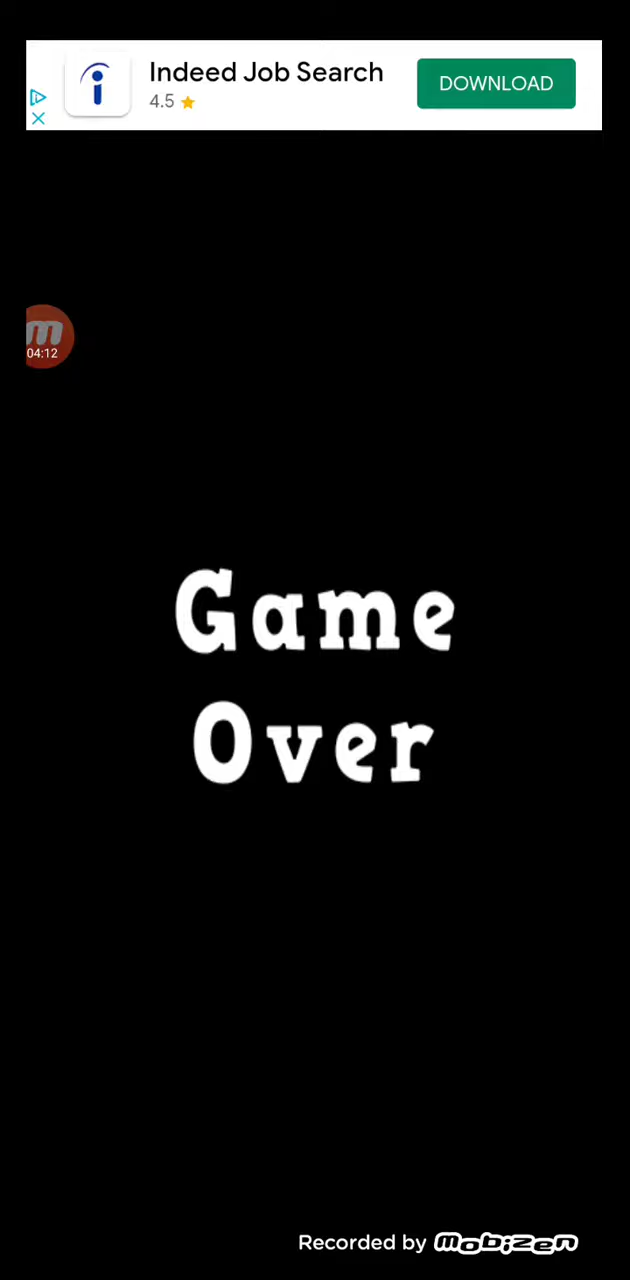 Indeed Job Search
4.5
DOWNLOAD
m
04:12
Game
Over
Recorded by mobizen